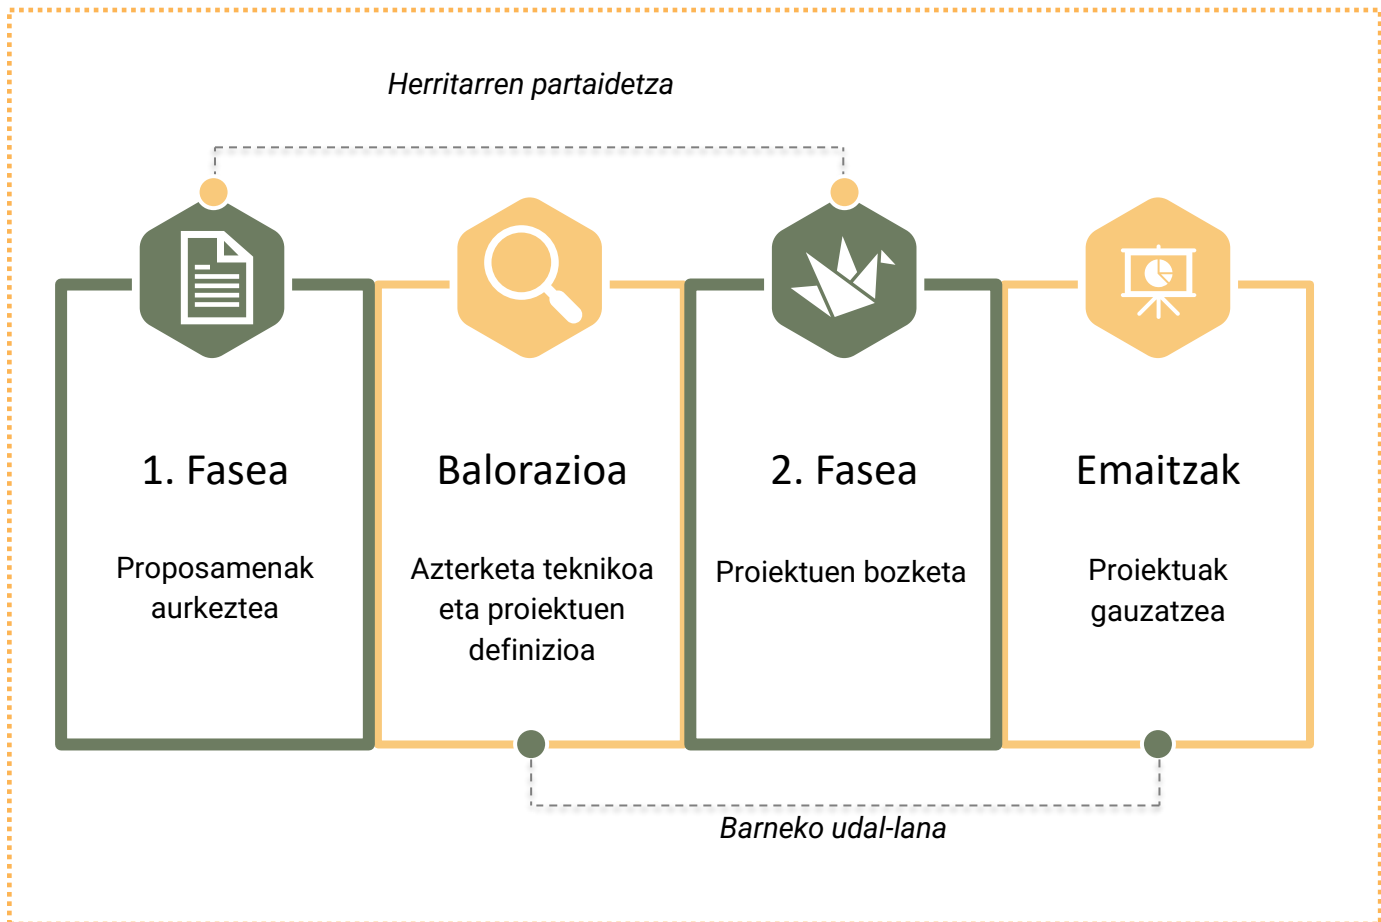 Herritarren partaidetza
1. Fasea
Proposamenak
aurkeztea
Balorazioa
Azterketa teknikoa
eta proiektuen
definizioa
2. Fasea
Proiektuen bozketa
Emaitzak
Proiektuak
gauzatzea
Barneko udal-lana